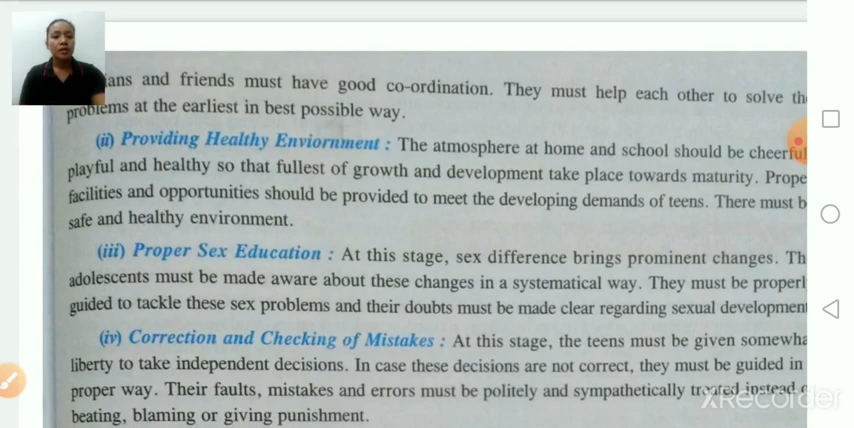 and friends must have good co-ordination. They must help each other to solve
problems at the earliest in best possible way.
(ii) Providing Healthy Enviornment : The atmosphere at home and school should be cheerful
playful and healthy so that fullest of growth and development take place towards maturity. Prope
facilities and opportunities should be provided to meet the developing demands of teens. There must b
safe and healthy environment.
(iii) Proper Sex Education : At this stage, sex difference brings prominent changes. Th
adolescents must be made aware about these changes in a systematical way. They must be properl
guided to tackle these sex problems and their doubts must be made clear regarding sexual development
(iv) Correction and Checking of Mistakes : At this stage, the teens must be given somewha
liberty to take independent decisions. In case these decisions are not correct, they must be guided in
proper way. Their faults, mistakes and errors must be politely and sympathetically treated instead
XRecorder
beating, blaming or giving punishment.